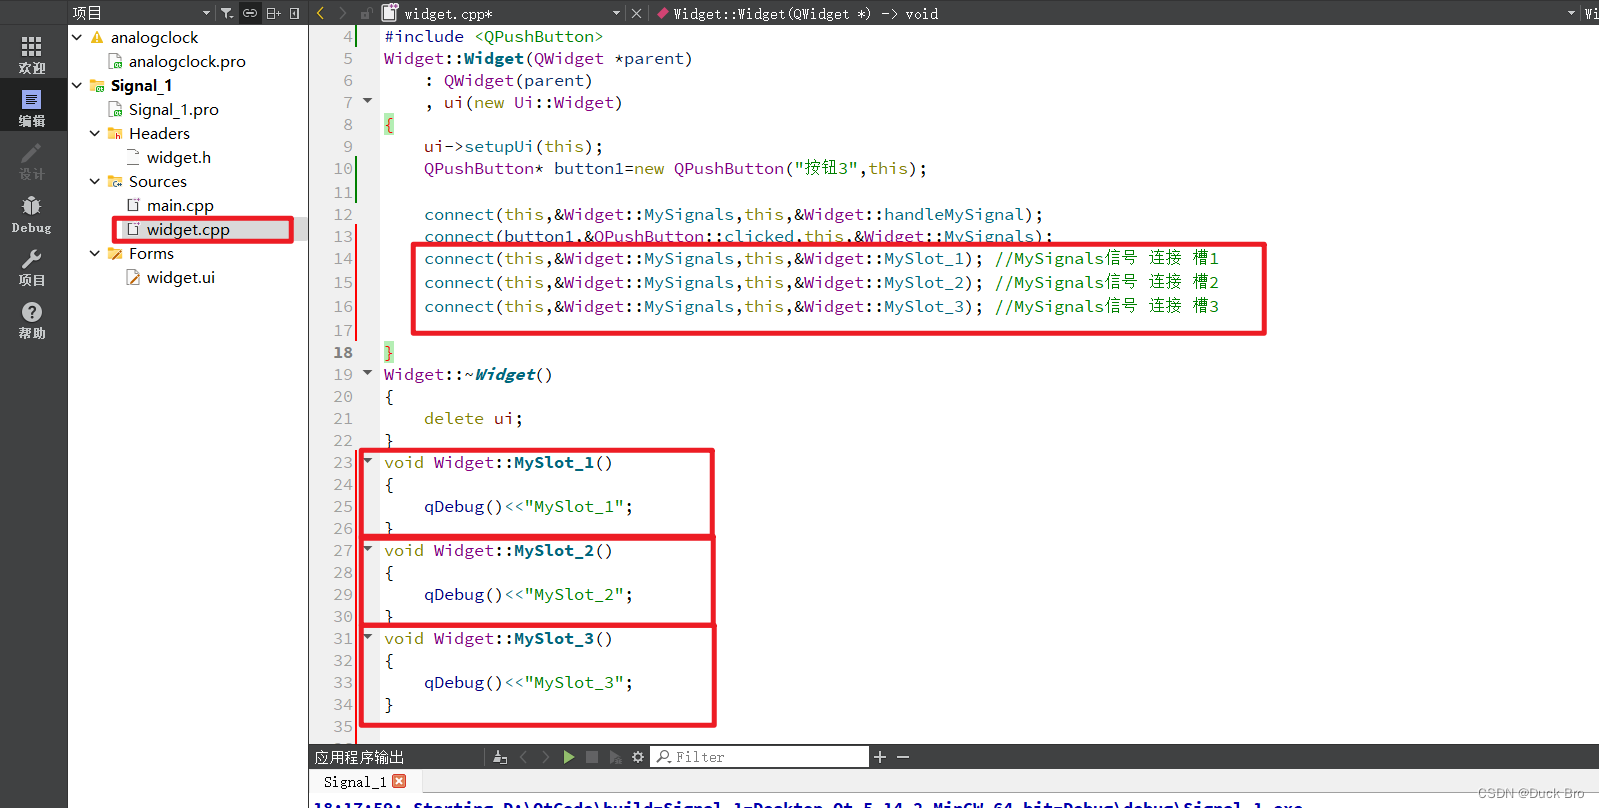 项目
widget.cpp*
Widget::Widget(QWidget *) -> void
Wi
欢迎
编辑
设计
Debug
项目
帮助
analogclock
analogclock.pro
Signal_1
Signal_1.pro
Headers
widget.h
Sources
main.cpp
widget.cpp
Forms
widget.ui
4 #include <QPushButton>
5 Widget::Widget(QWidget *parent)
6 : QWidget(parent)
7 , ui(new Ui::Widget)
8 {
9 ui->setupUi(this);
10 QPushButton* button1=new QPushButton("按钮3",this);
11
12 connect(this,&Widget::MySignals,this,&Widget::handleMySignal);
13 connect(button1,&QPushButton::clicked,this,&Widget::MySignals);
14 connect(this,&Widget::MySignals,this,&Widget::MySlot_1); //MySignals信号 连接 槽1
15 connect(this,&Widget::MySignals,this,&Widget::MySlot_2); //MySignals信号 连接 槽2
16 connect(this,&Widget::MySignals,this,&Widget::MySlot_3); //MySignals信号 连接 槽3
17
18 }
19 Widget::~Widget()
20 {
21 delete ui;
22 }
23 void Widget::MySlot_1()
24 {
25 qDebug()<<"MySlot_1";
26 }
27 void Widget::MySlot_2()
28 {
29 qDebug()<<"MySlot_2";
30 }
31 void Widget::MySlot_3()
32 {
33 qDebug()<<"MySlot_3";
34 }
35
应用程序输出
Filter
Signal_1
18:17:59: Starting D:\QtCode\build-Signal_1-Desktop_Qt_5_14_2_MinGW_64_bit-Debug\debug\Signal_1.exe
CSDN @Duck Bro